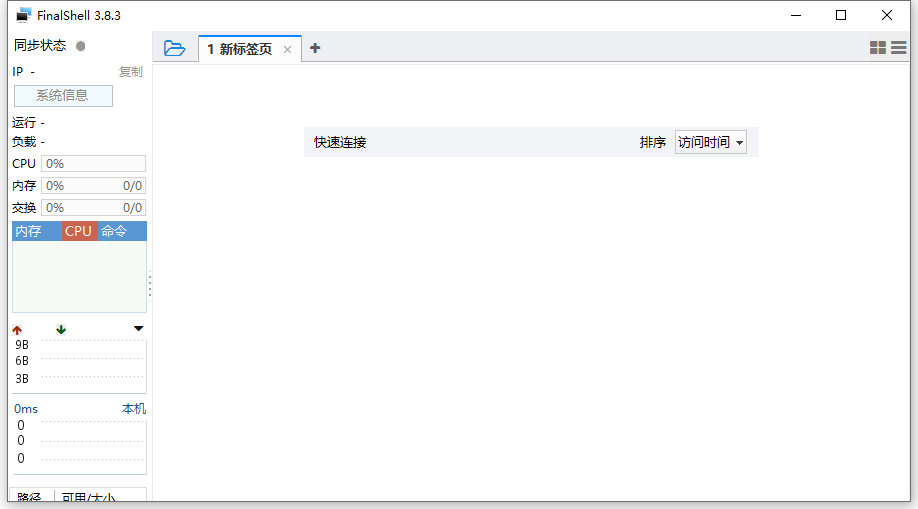 FinalShell 3.8.3
同步状态
IP -
复制
系统信息
运行 -
负载 -
CPU 0%
内存 0% 0/0
交换 0% 0/0
内存 CPU 命令
9B
6B
3B
0ms 本机
0
0
0
路径 可用/大小
1 新标签页
快速连接 排序 访问时间